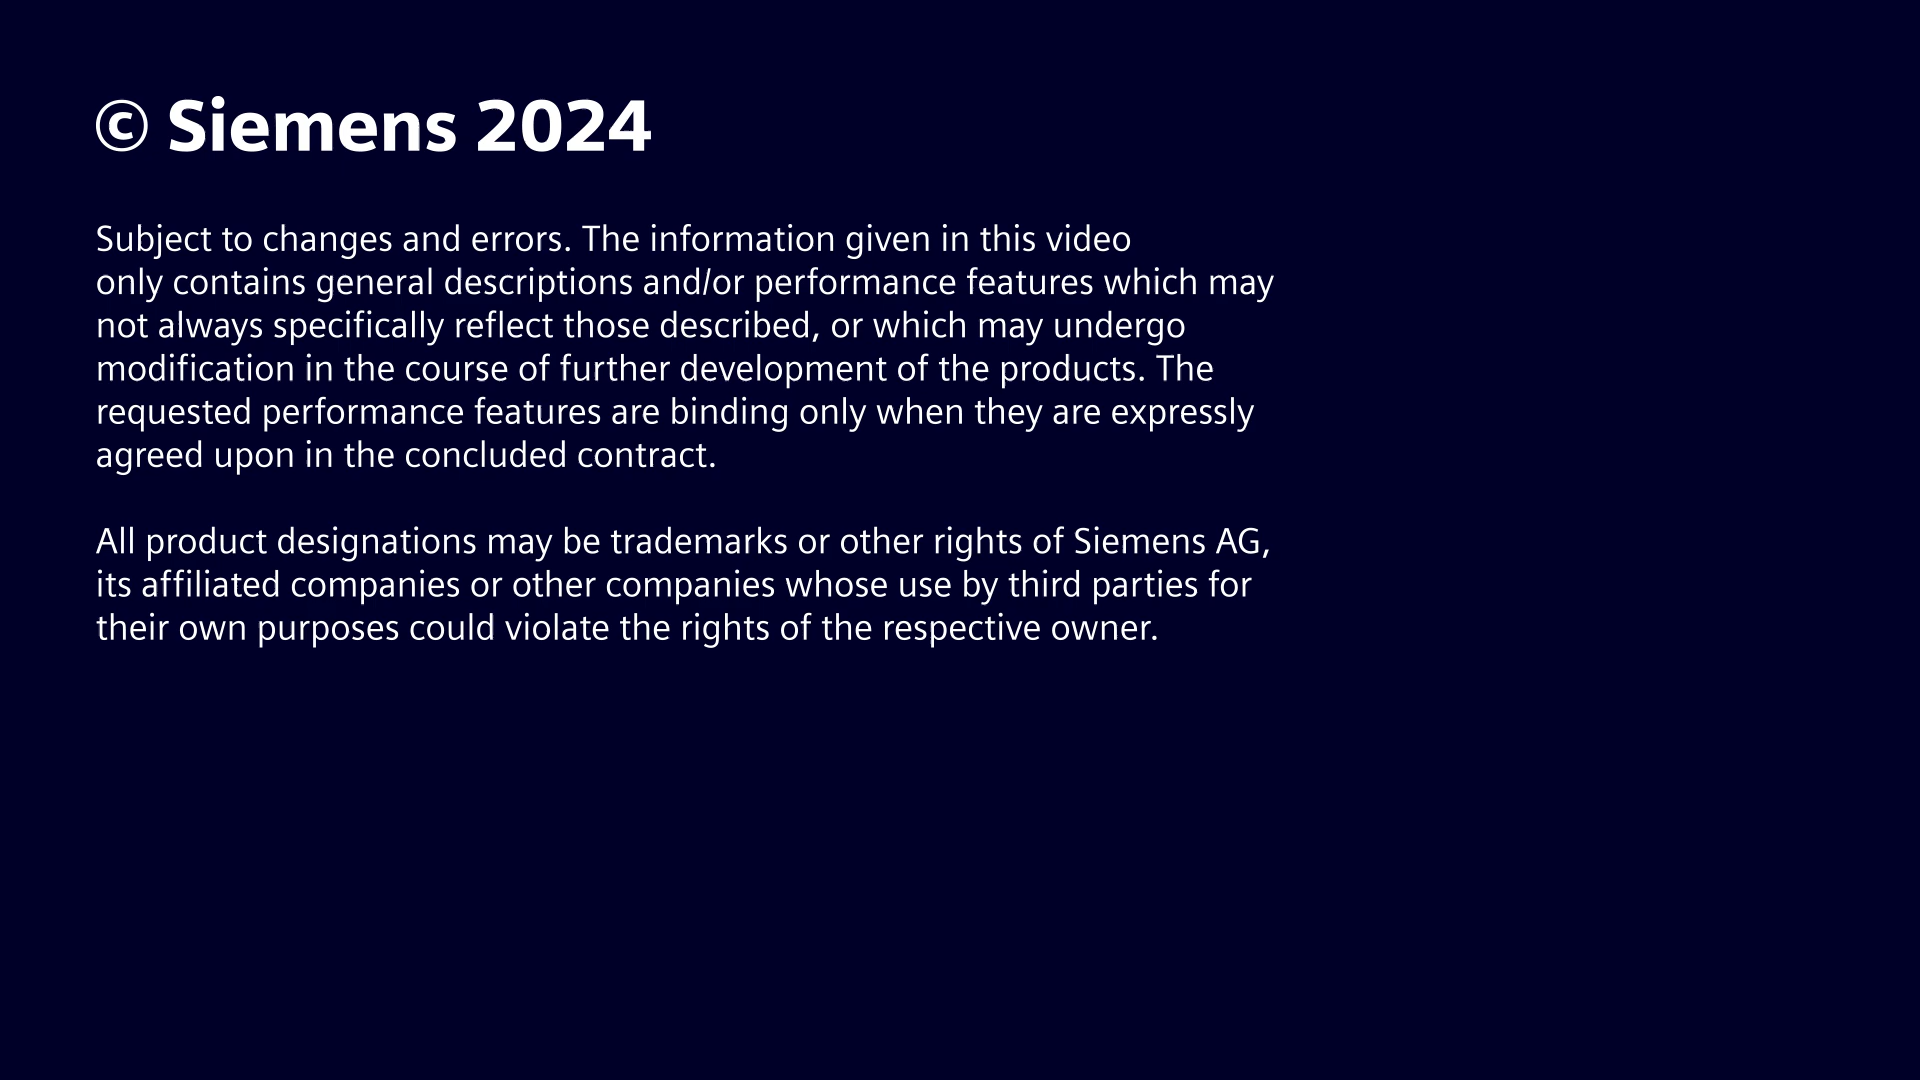 © Siemens 2024
Subject to changes and errors. The information given in this video
only contains general descriptions and/or performance features which may
not always specifically reflect those described, or which may undergo
modification in the course of further development of the products. The
requested performance features are binding only when they are expressly
agreed upon in the concluded contract.
All product designations may be trademarks or other rights of Siemens AG,
its affiliated companies or other companies whose use by third parties for
their own purposes could violate the rights of the respective owner.